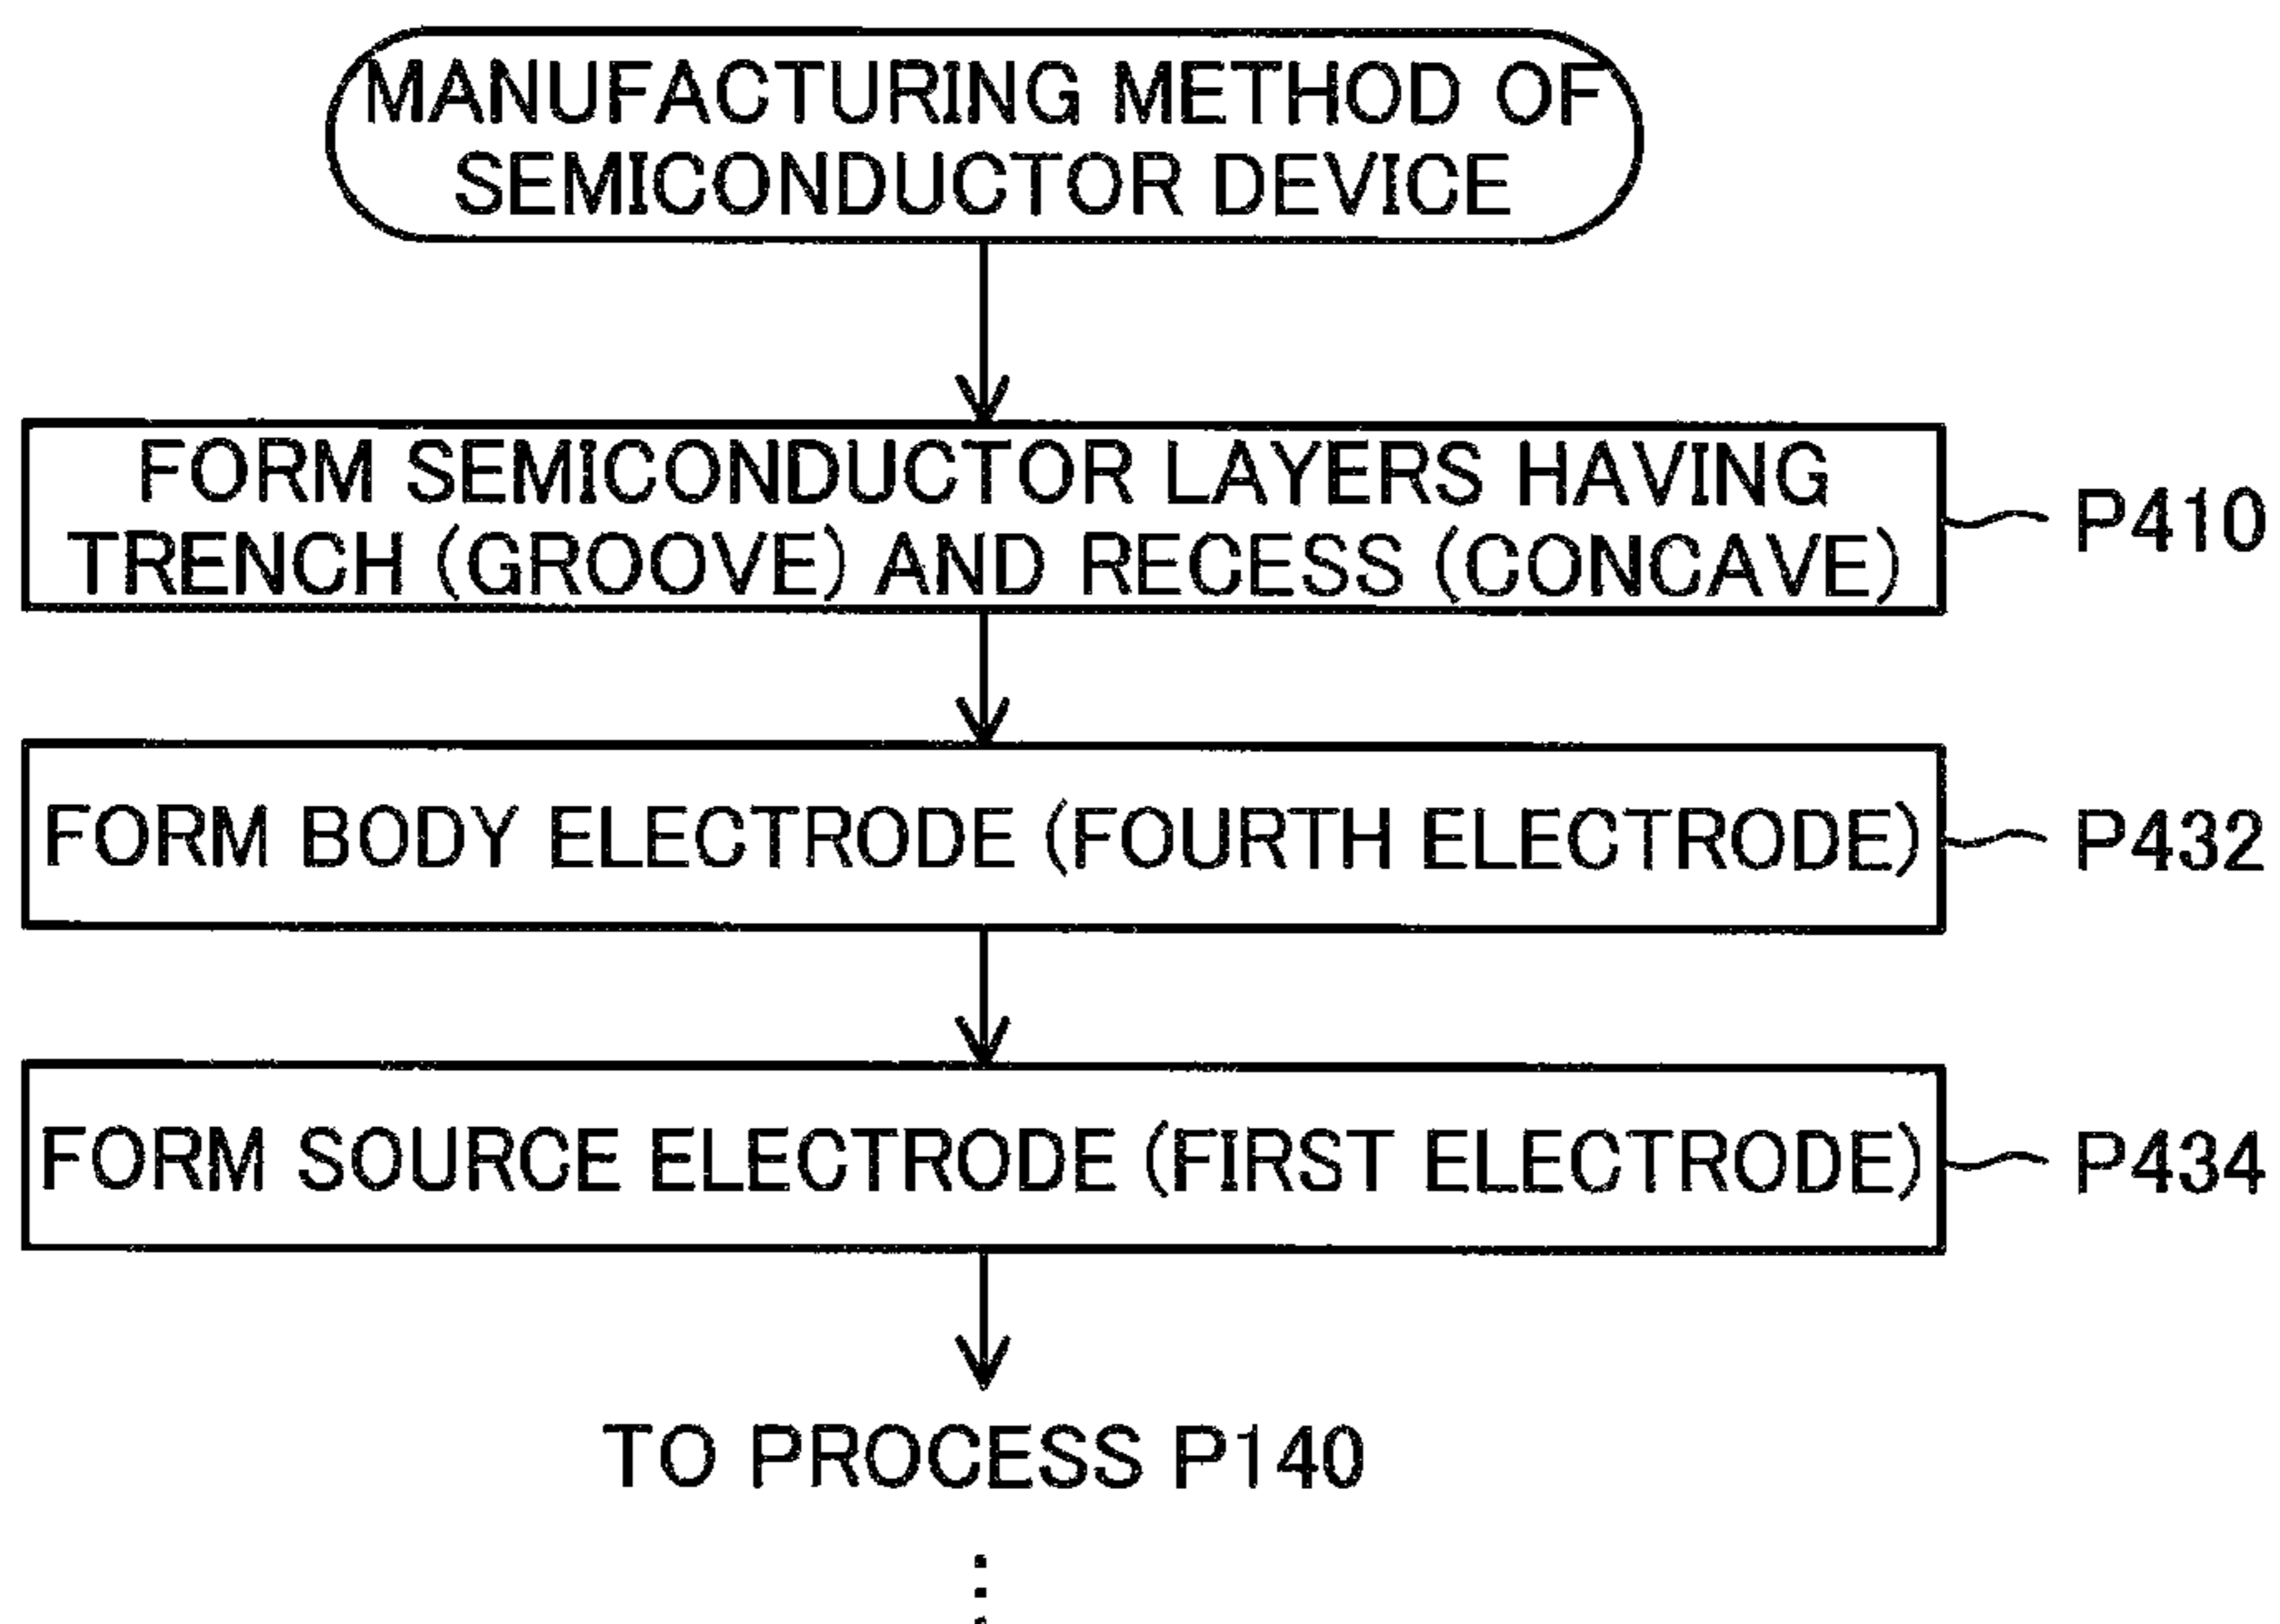 MANUFACTURING METHOD OF
SEMICONDUCTOR DEVICE
FORM SEMICONDUCTOR LAYERS HAVING
TRENCH (GROOVE) AND RECESS (CONCAVE)
P410
FORM BODY ELECTRODE (FOURTH ELECTRODE)
P432
FORM SOURCE ELECTRODE (FIRST ELECTRODE)
P434
TO PROCESS P140